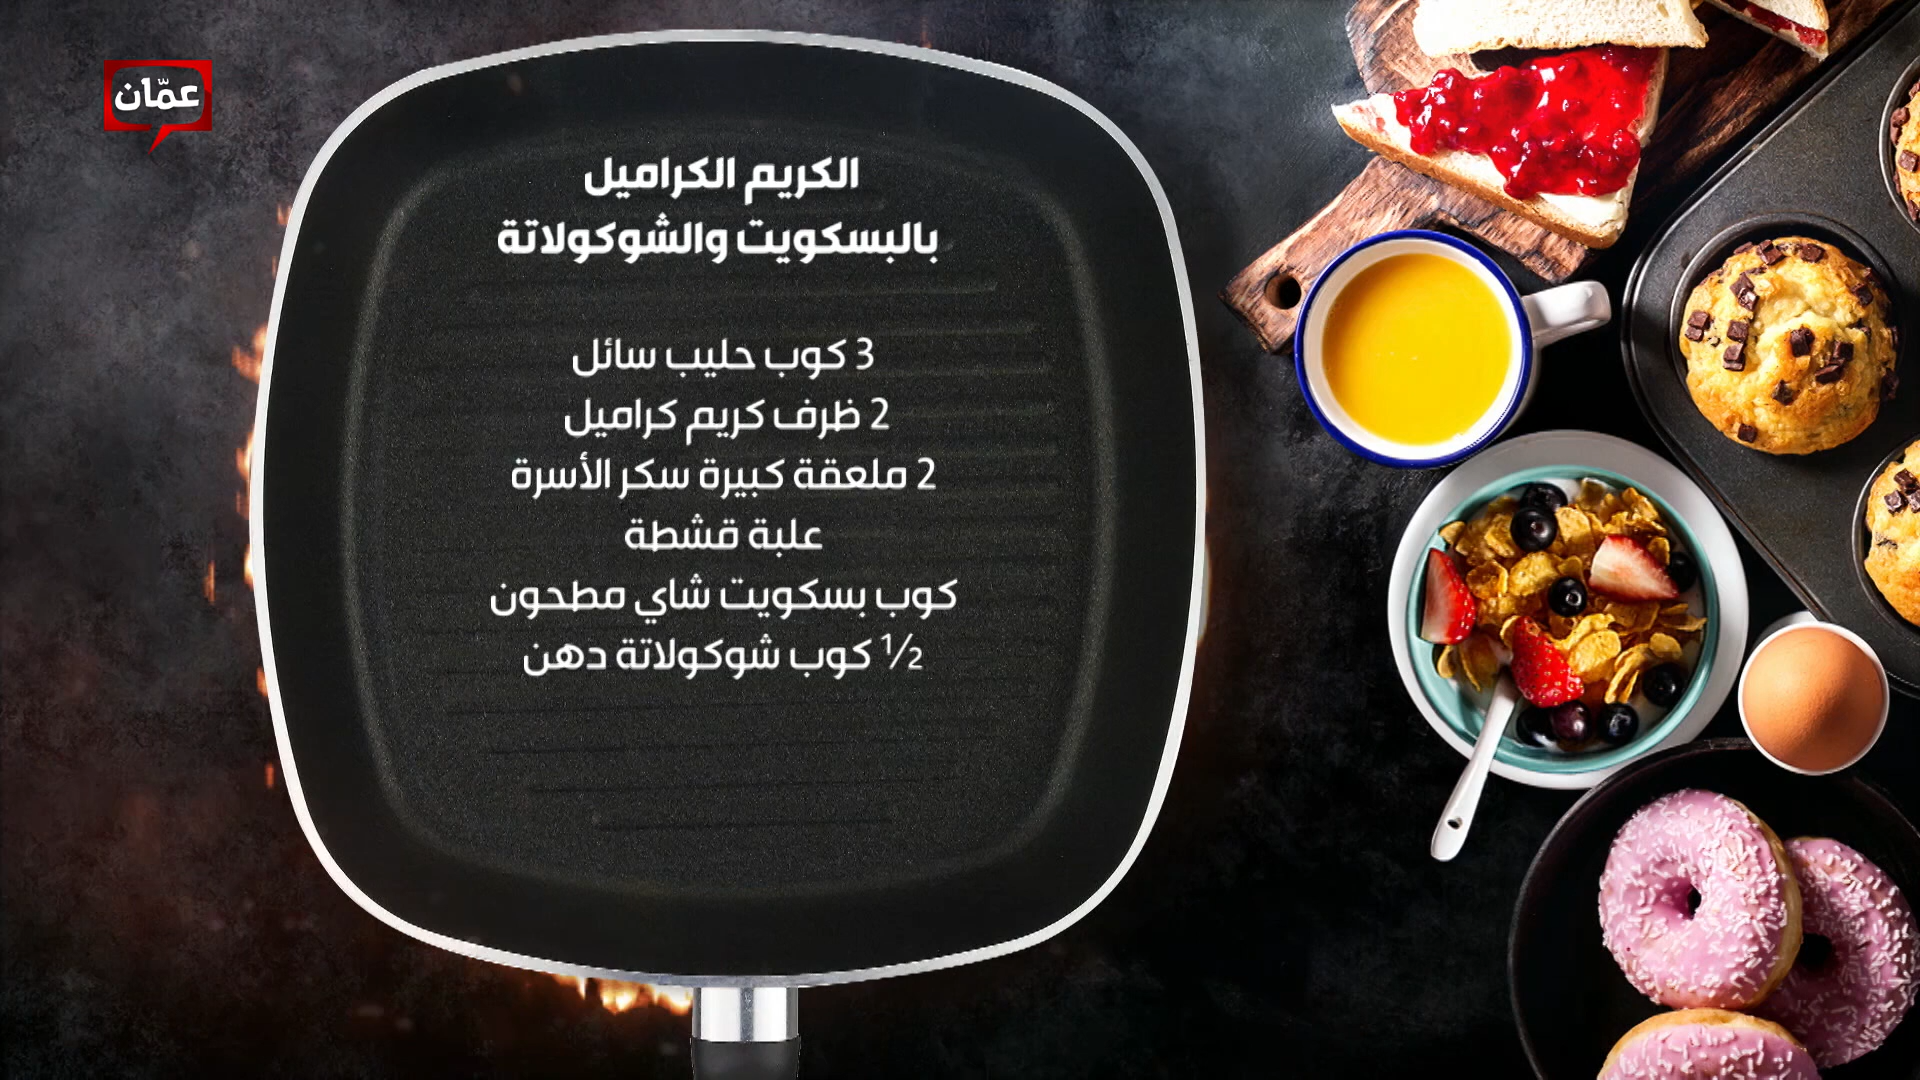 عمّان
الكريم الكراميل
بالبسكويت والشوكولاتة
3 كوب حليب سائل
2 ظرف كريم كراميل
2 ملعقة كبيرة سكر الأسرة
علبة قشطة
كوب بسكويت شاي مطحون
½ كوب شوكولاتة دهن